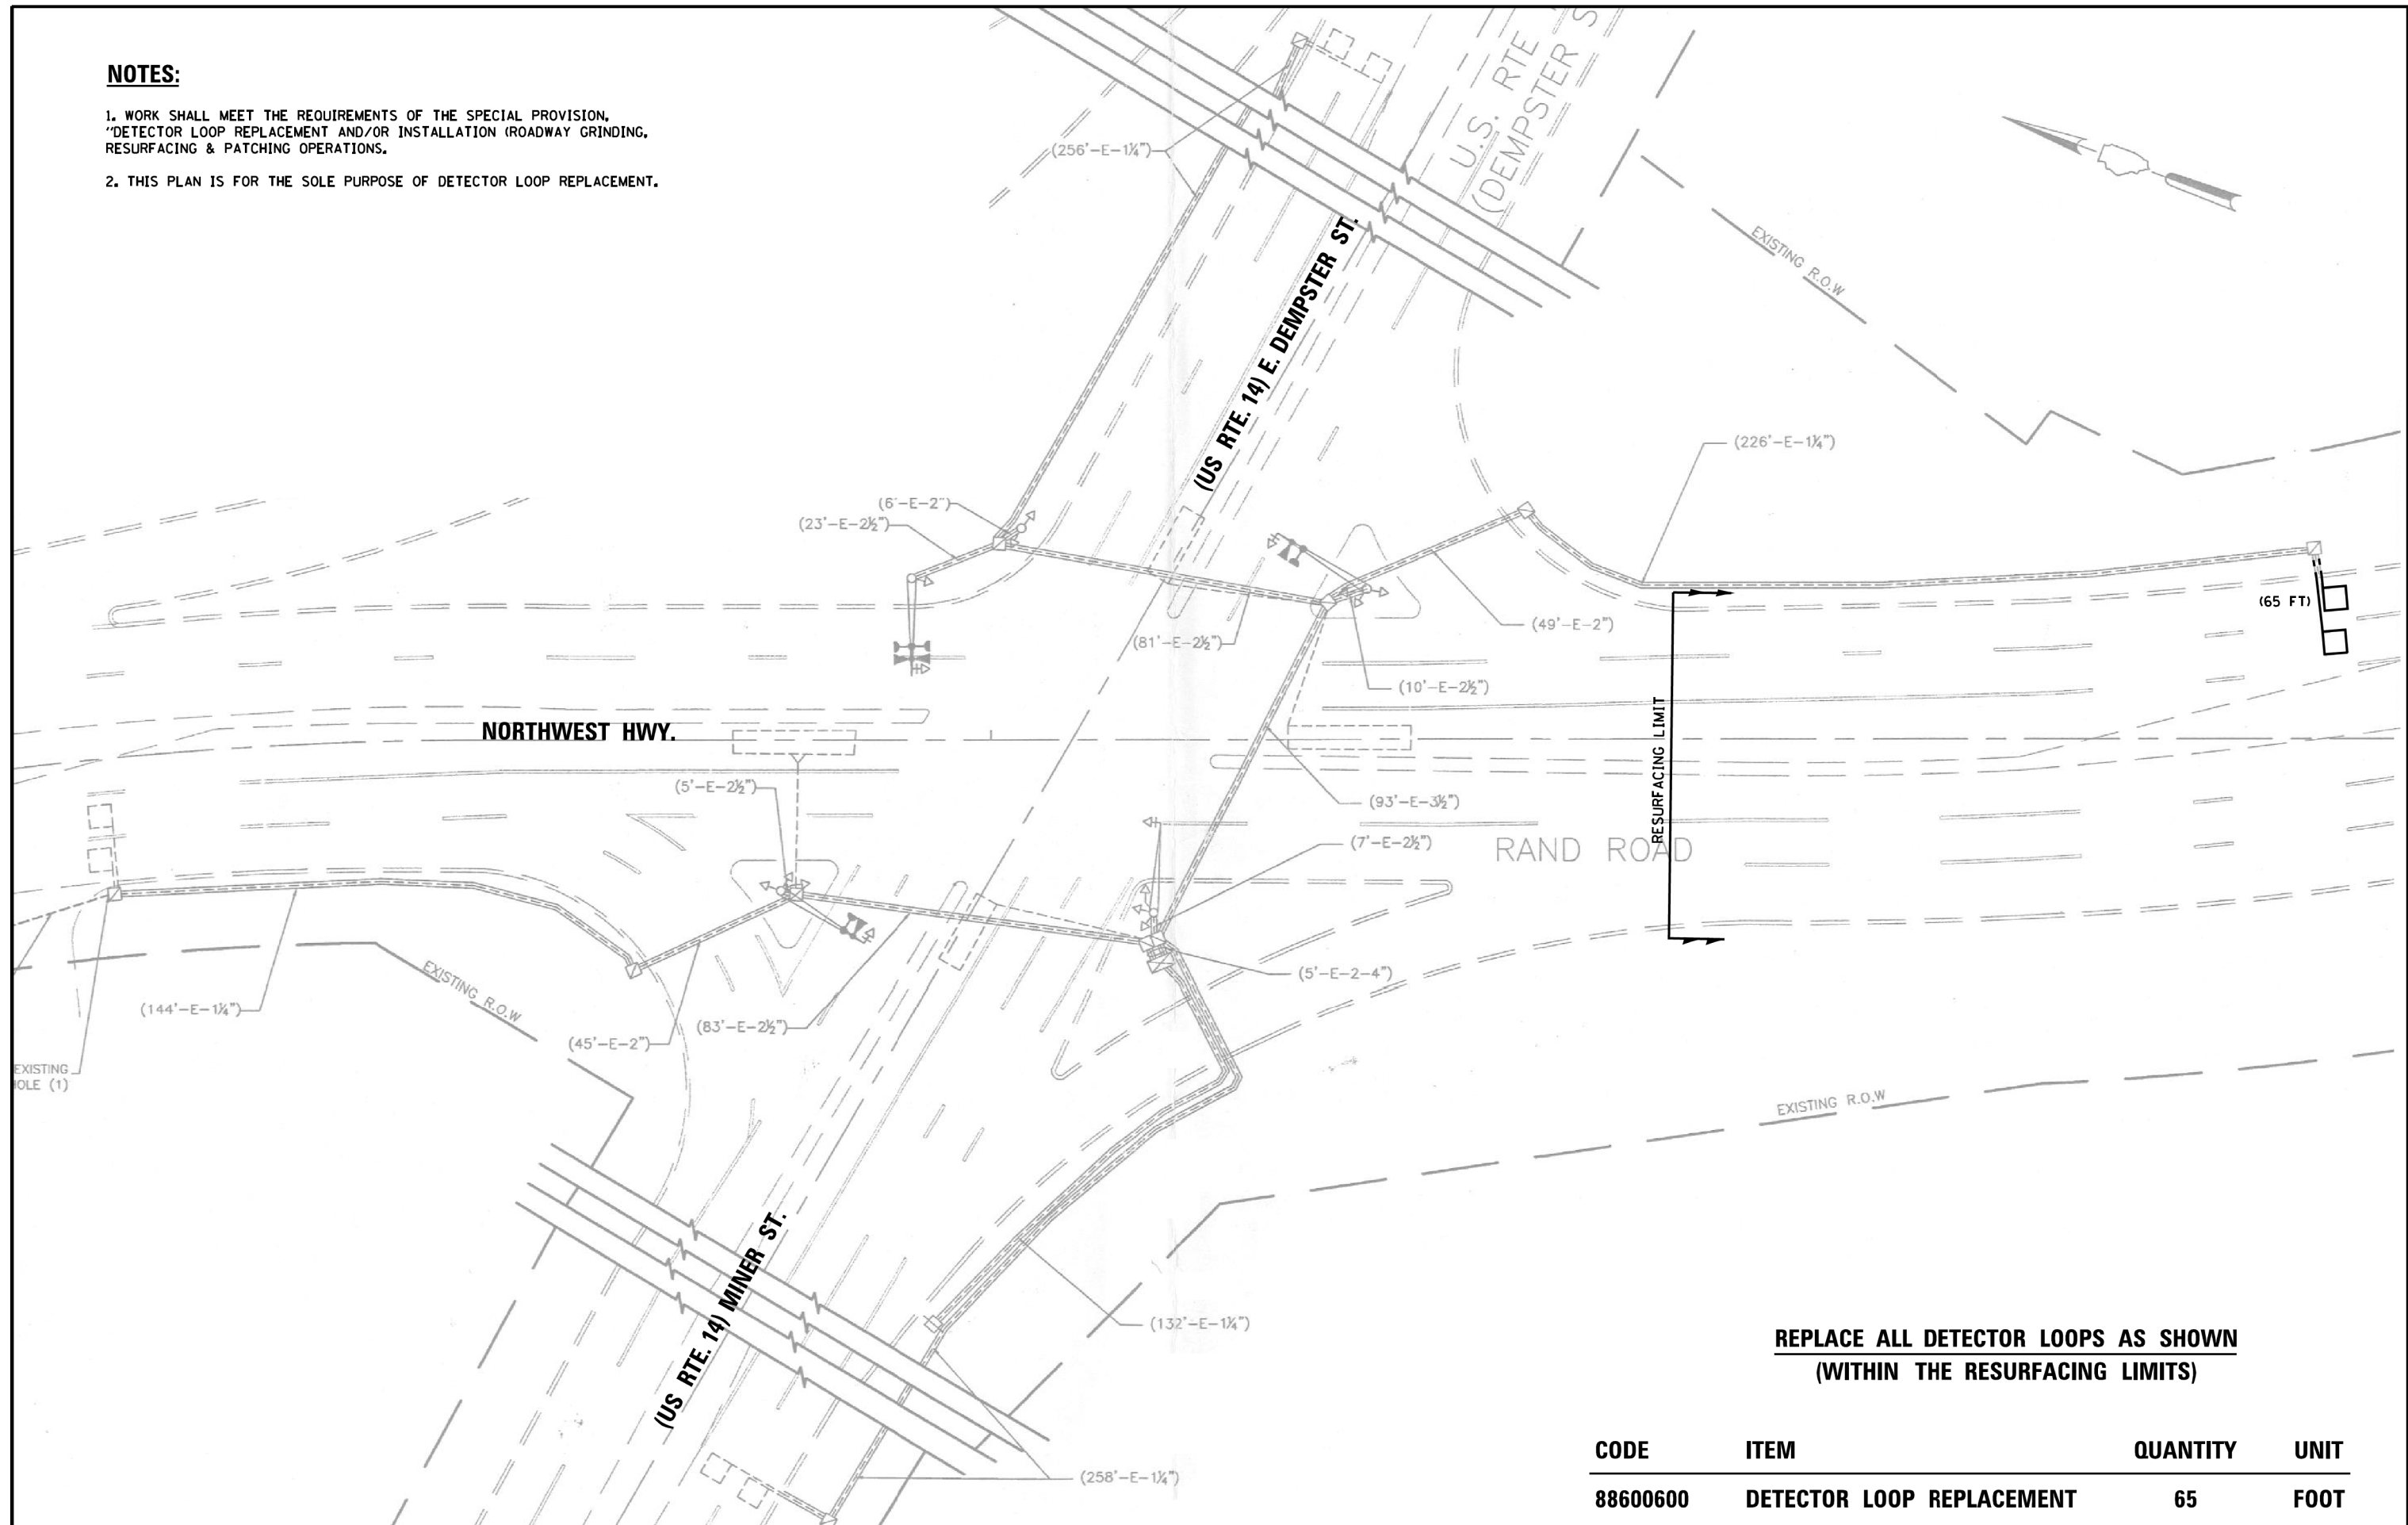 NOTES:
1. WORK SHALL MEET THE REQUIREMENTS OF THE SPECIAL PROVISION,
"DETECTOR LOOP REPLACEMENT AND/OR INSTALLATION (ROADWAY GRINDING,
RESURFACING & PATCHING OPERATIONS.
2. THIS PLAN IS FOR THE SOLE PURPOSE OF DETECTOR LOOP REPLACEMENT.
U.S. RTE
(DEMPSTER S
(256'-E-1¼")
(US RTE. 14) E. DEMPSTER ST.
EXISTING R.O.W
(226'-E-1¼")
(6'-E-2")
(23'-E-2½")
(65 FT)
(49'-E-2")
(81'-E-2½")
(10'-E-2½")
NORTHWEST HWY.
RESURFACING LIMIT
(5'-E-2½")
(93'-E-3½")
(7'-E-2½")
RAND ROAD
(5'-E-2-4")
EXISTING R.O.W
(144'-E-1¼")
(83'-E-2½")
(45'-E-2")
EXISTING
HOLE (1)
EXISTING R.O.W
(US RTE. 14) MINER ST.
(132'-E-1¼")
(258'-E-1¼")
REPLACE ALL DETECTOR LOOPS AS SHOWN
(WITHIN THE RESURFACING LIMITS)
CODE ITEM QUANTITY UNIT
88600600 DETECTOR LOOP REPLACEMENT 65 FOOT